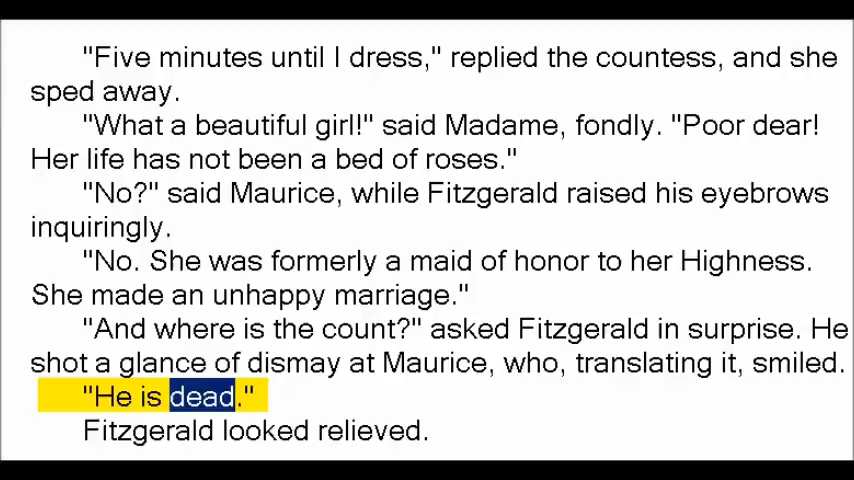 "Five minutes until I dress," replied the countess, and she
sped away.
"What a beautiful girl!" said Madame, fondly. "Poor dear!
Her life has not been a bed of roses."
"No?" said Maurice, while Fitzgerald raised his eyebrows
inquiringly.
"No. She was formerly a maid of honor to her Highness.
She made an unhappy marriage."
"And where is the count?" asked Fitzgerald in surprise. He
shot a glance of dismay at Maurice, who, translating it, smiled.
"He is dead."
Fitzgerald looked relieved.